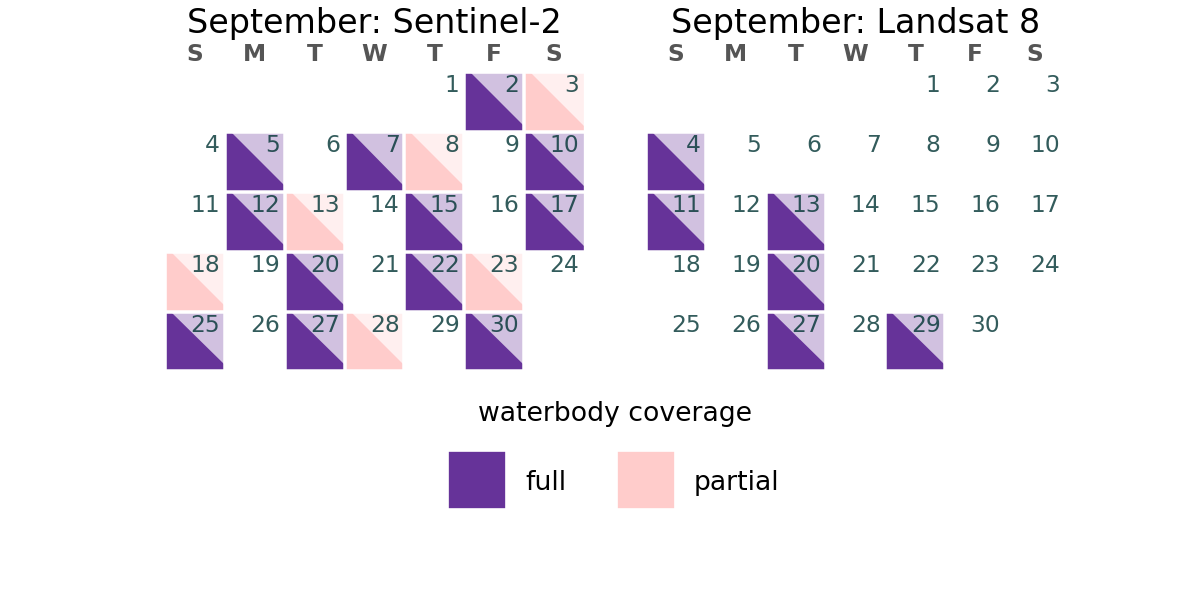 September: Sentinel-2
S M T W T F S
1 2 3
4 5 6 7 8 9 10
11 12 13 14 15 16 17
18 19 20 21 22 23 24
25 26 27 28 29 30
September: Landsat 8
S M T W T F S
1 2 3
4 5 6 7 8 9 10
11 12 13 14 15 16 17
18 19 20 21 22 23 24
25 26 27 28 29 30
waterbody coverage
full
partial